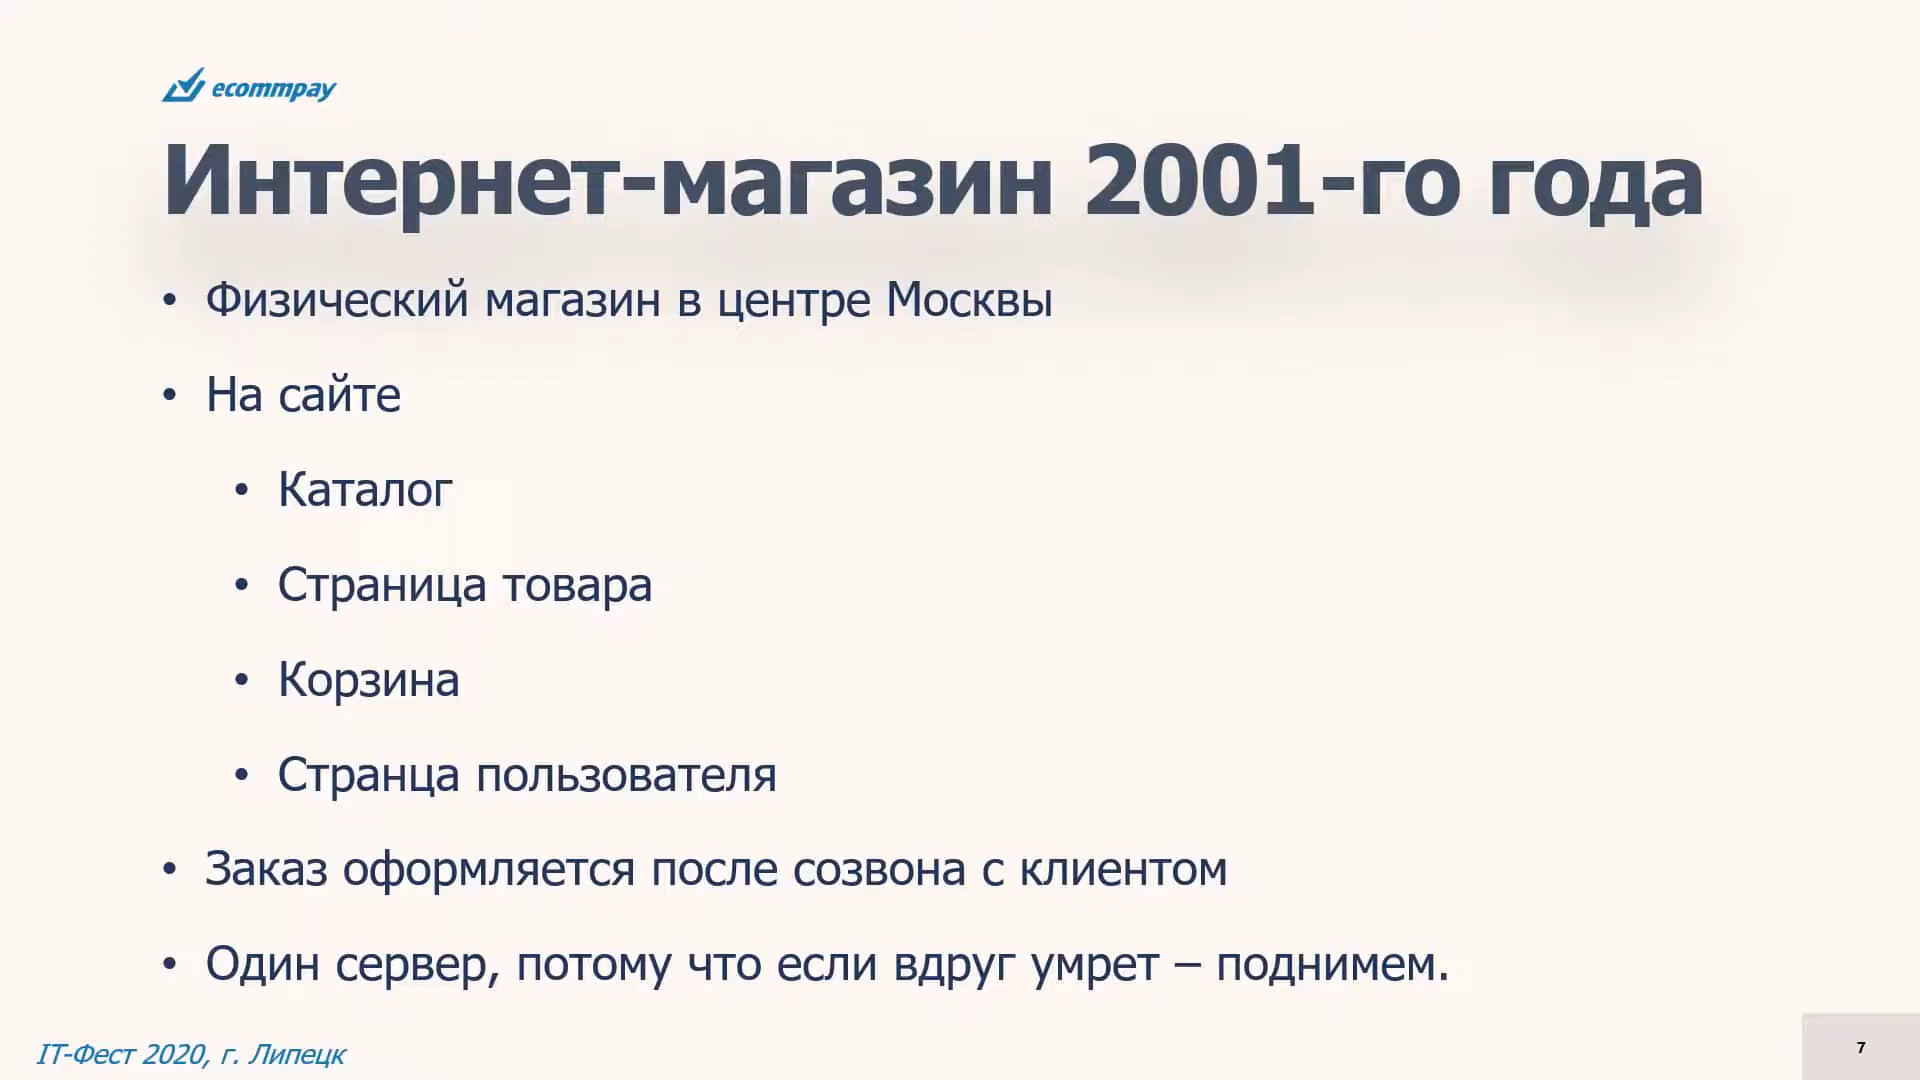 ecommpay
Интернет-магазин 2001-го года
• Физический магазин в центре Москвы
• На сайте
• Каталог
• Страница товара
• Корзина
• Странца пользователя
• Заказ оформляется после созвона с клиентом
• Один сервер, потому что если вдруг умрет – поднимем.
IT-Фест 2020, г. Липецк
7